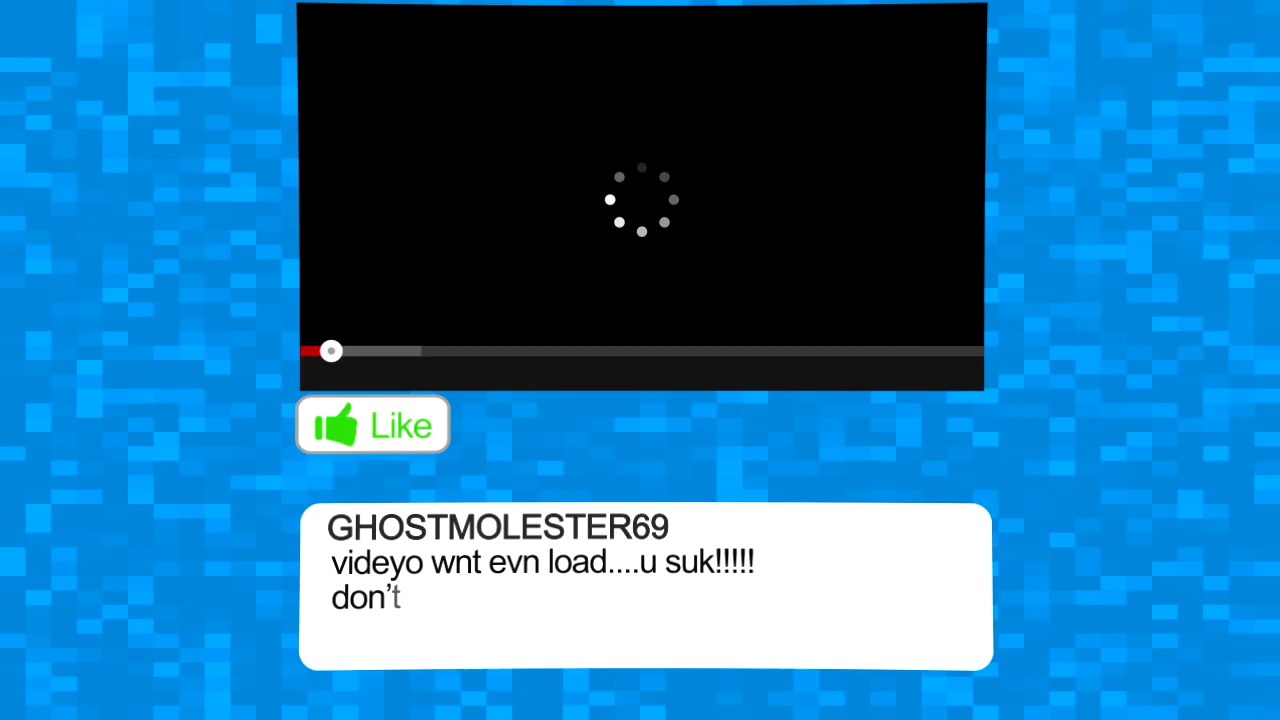 Like
GHOSTMOLESTER69
videyo wnt evn load....u suk!!!!!
don’t